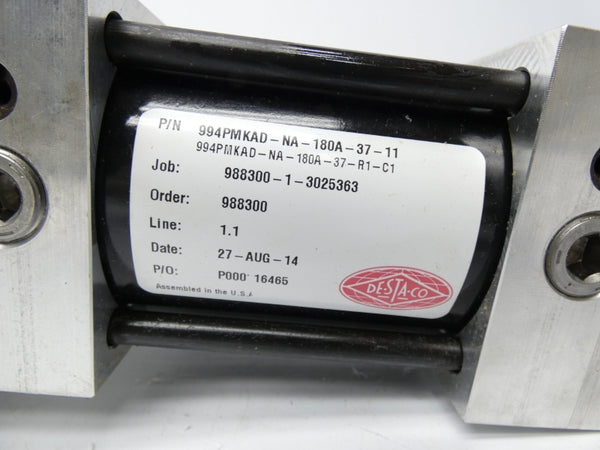 P/N 994PMKAD-NA-180A-37-11
994PMKAD-NA-180A-37-R1-C1
Job: 988300-1-3025363
Order: 988300
Line: 1.1
Date: 27-AUG-14
P/O: P000 16465
Assembled in the U.S.A
DE-STA-CO